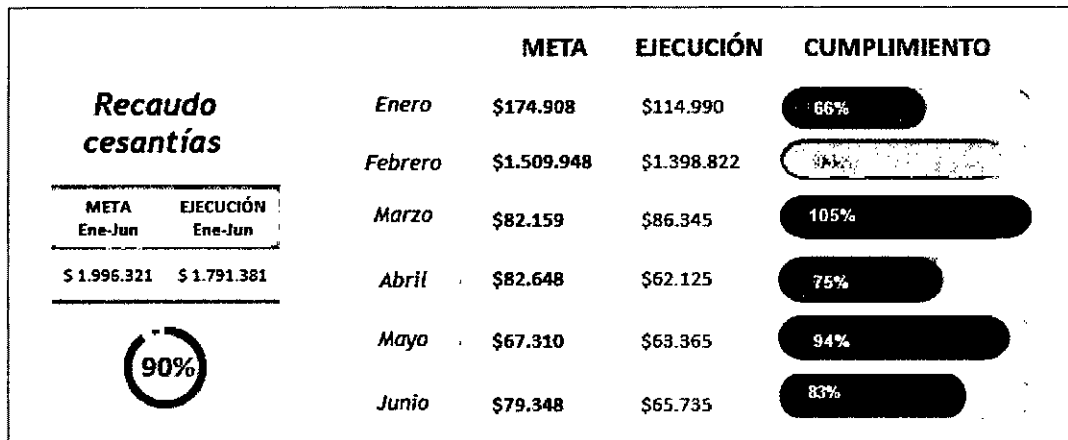 META EJECUCIÓN CUMPLIMIENTO
Recaudo
cesantías
META EJECUCIÓN
Ene-Jun Ene-Jun
$ 1.996.321 $ 1.791.381
90%
Enero $174.908 $114.990 66%
Febrero $1.509.948 $1.398.822
Marzo $82.159 $86.345 105%
Abril $82.648 $62.125 75%
Mayo $67.310 $63.365 94%
Junio $79.348 $65.735 83%